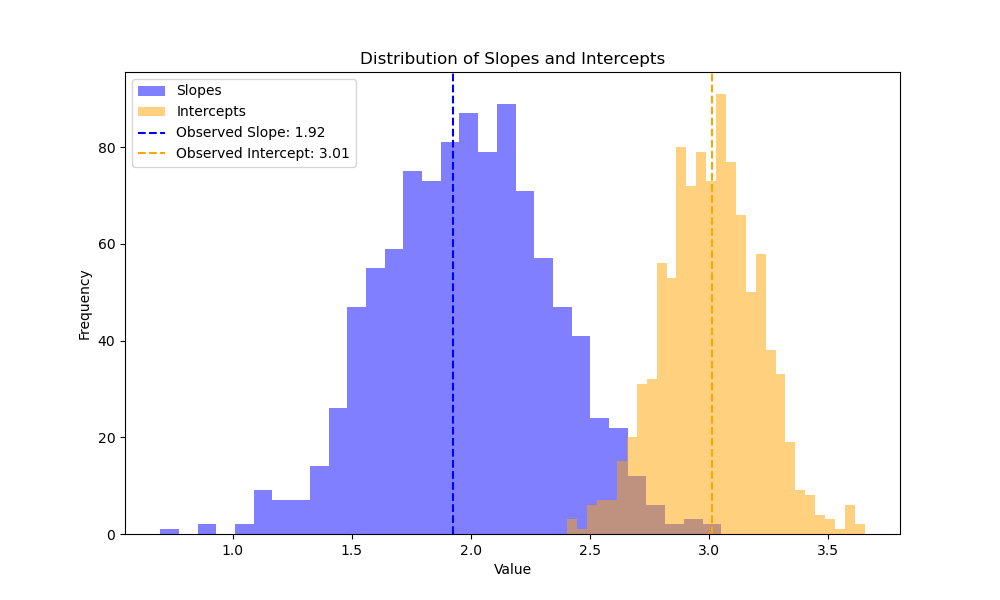 Distribution of Slopes and Intercepts
Slopes
Intercepts
Observed Slope: 1.92
Observed Intercept: 3.01
Frequency
80
60
40
20
0
1.0 1.5 2.0 2.5 3.0 3.5
Value